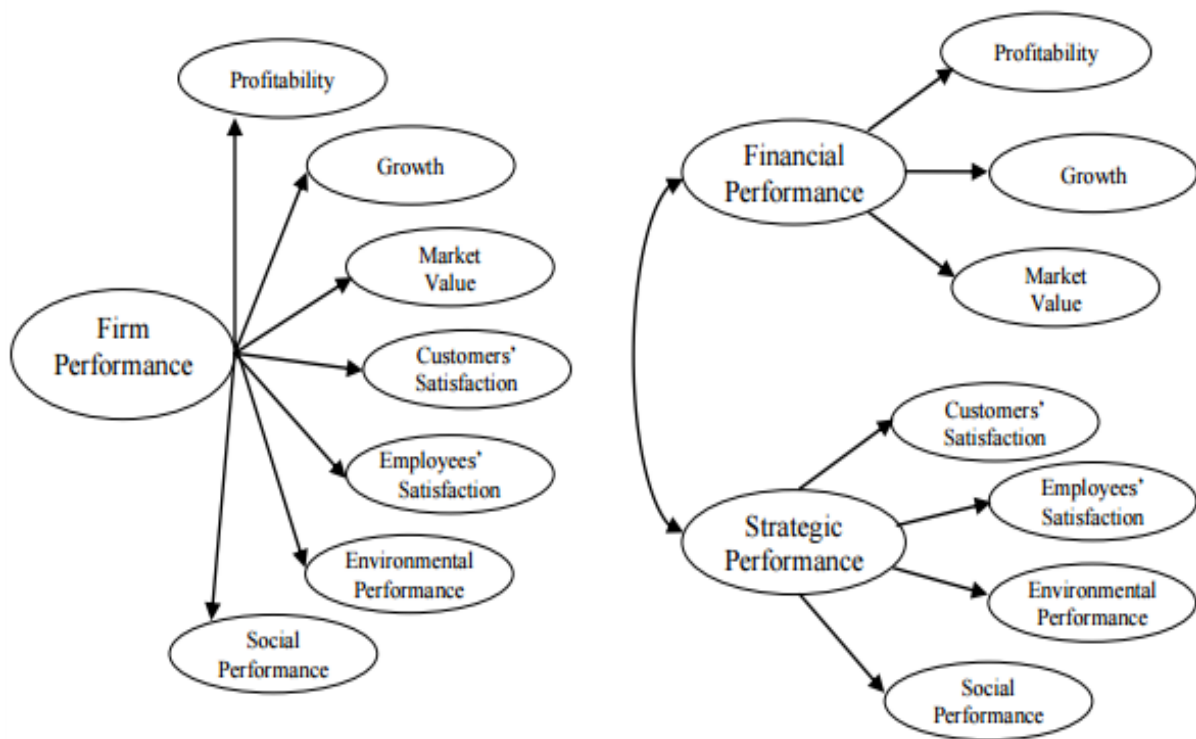 Profitability
Growth
Market
Value
Firm
Performance
Customers’
Satisfaction
Employees’
Satisfaction
Environmental
Performance
Social
Performance
Profitability
Financial
Performance
Growth
Market
Value
Customers’
Satisfaction
Employees’
Satisfaction
Strategic
Performance
Environmental
Performance
Social
Performance